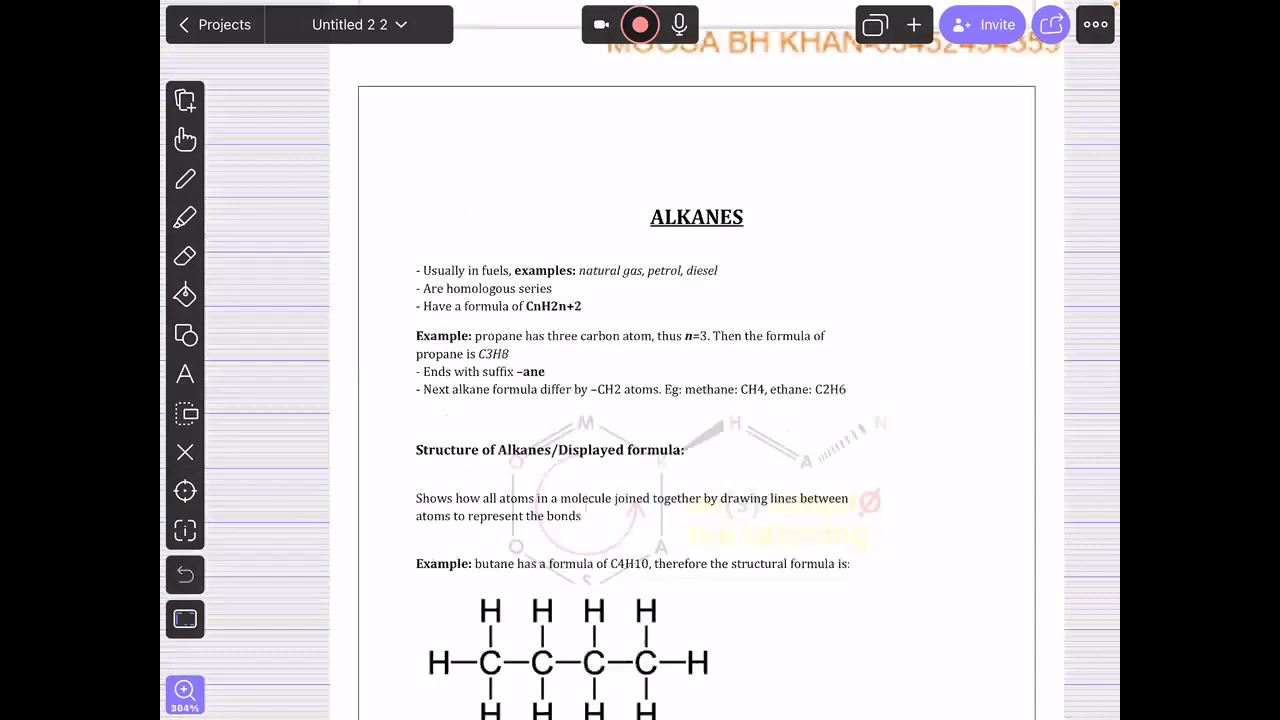 Projects
Untitled 2 2
Invite
MOOSA BH KHAN-03452494359
ALKANES
- Usually in fuels, examples: natural gas, petrol, diesel
- Are homologous series
- Have a formula of CnH2n+2
Example: propane has three carbon atom, thus n=3. Then the formula of
propane is C3H8
- Ends with suffix –ane
- Next alkane formula differ by –CH2 atoms. Eg: methane: CH4, ethane: C2H6
M H N
Structure of Alkanes/Displayed formula:
O K A
Shows how all atoms in a molecule joined together by drawing lines between
atoms to represent the bonds
O A
Example: butane has a formula of C4H10, therefore the structural formula is:
S
H H H H
H C C C C H
H H H H
304%